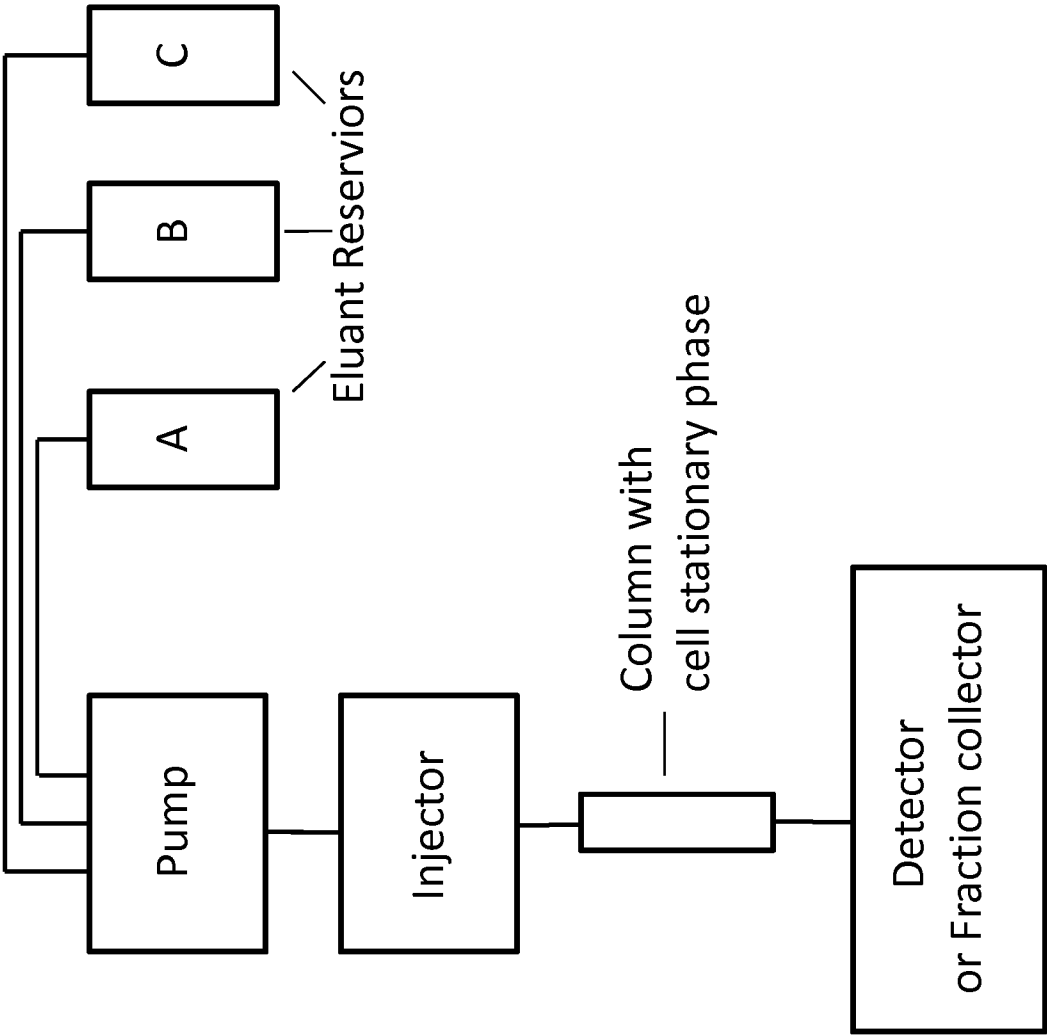 C
B
A
Eluant Reserviors
Pump
Injector
Column with
cell stationary phase
Detector
or Fraction collector